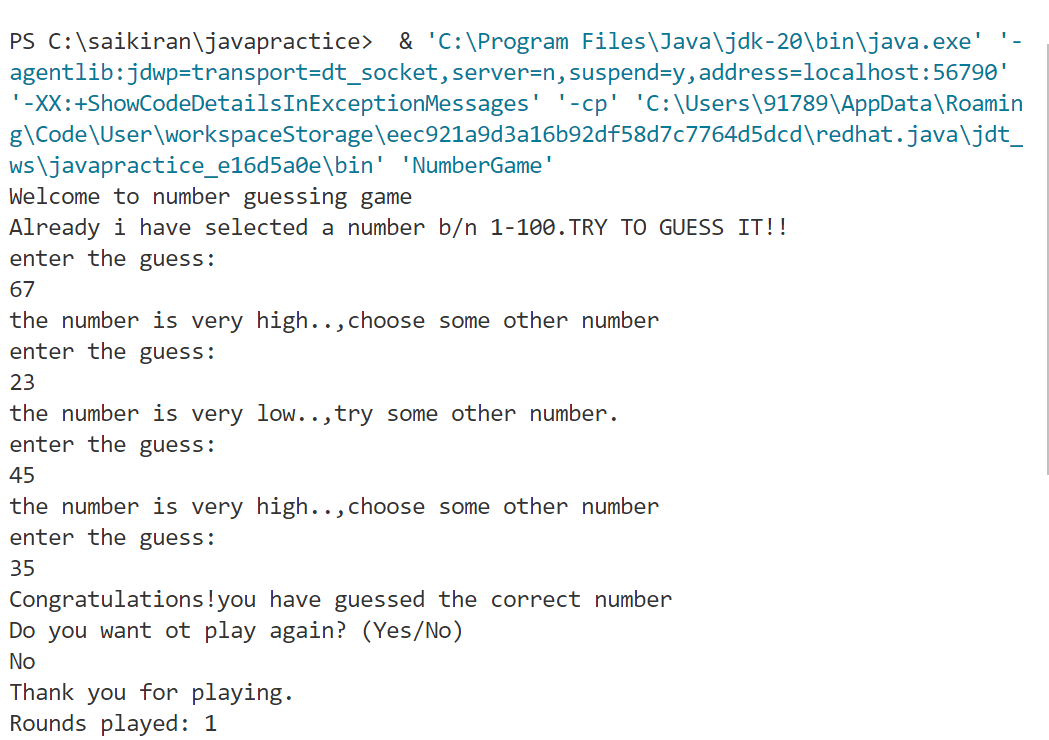 PS C:\saikiran\javapractice>  & 'C:\Program Files\Java\jdk-20\bin\java.exe' '-
agentlib:jdwp=transport=dt_socket,server=n,suspend=y,address=localhost:56790'
'-XX:+ShowCodeDetailsInExceptionMessages' '-cp' 'C:\Users\91789\AppData\Roamin
g\Code\User\workspaceStorage\eec921a9d3a16b92df58d7c7764d5dcd\redhat.java\jdt_
ws\javapractice_e16d5a0e\bin' 'NumberGame'
Welcome to number guessing game
Already i have selected a number b/n 1-100.TRY TO GUESS IT!!
enter the guess:
67
the number is very high..,choose some other number
enter the guess:
23
the number is very low..,try some other number.
enter the guess:
45
the number is very high..,choose some other number
enter the guess:
35
Congratulations!you have guessed the correct number
Do you want ot play again? (Yes/No)
No
Thank you for playing.
Rounds played: 1